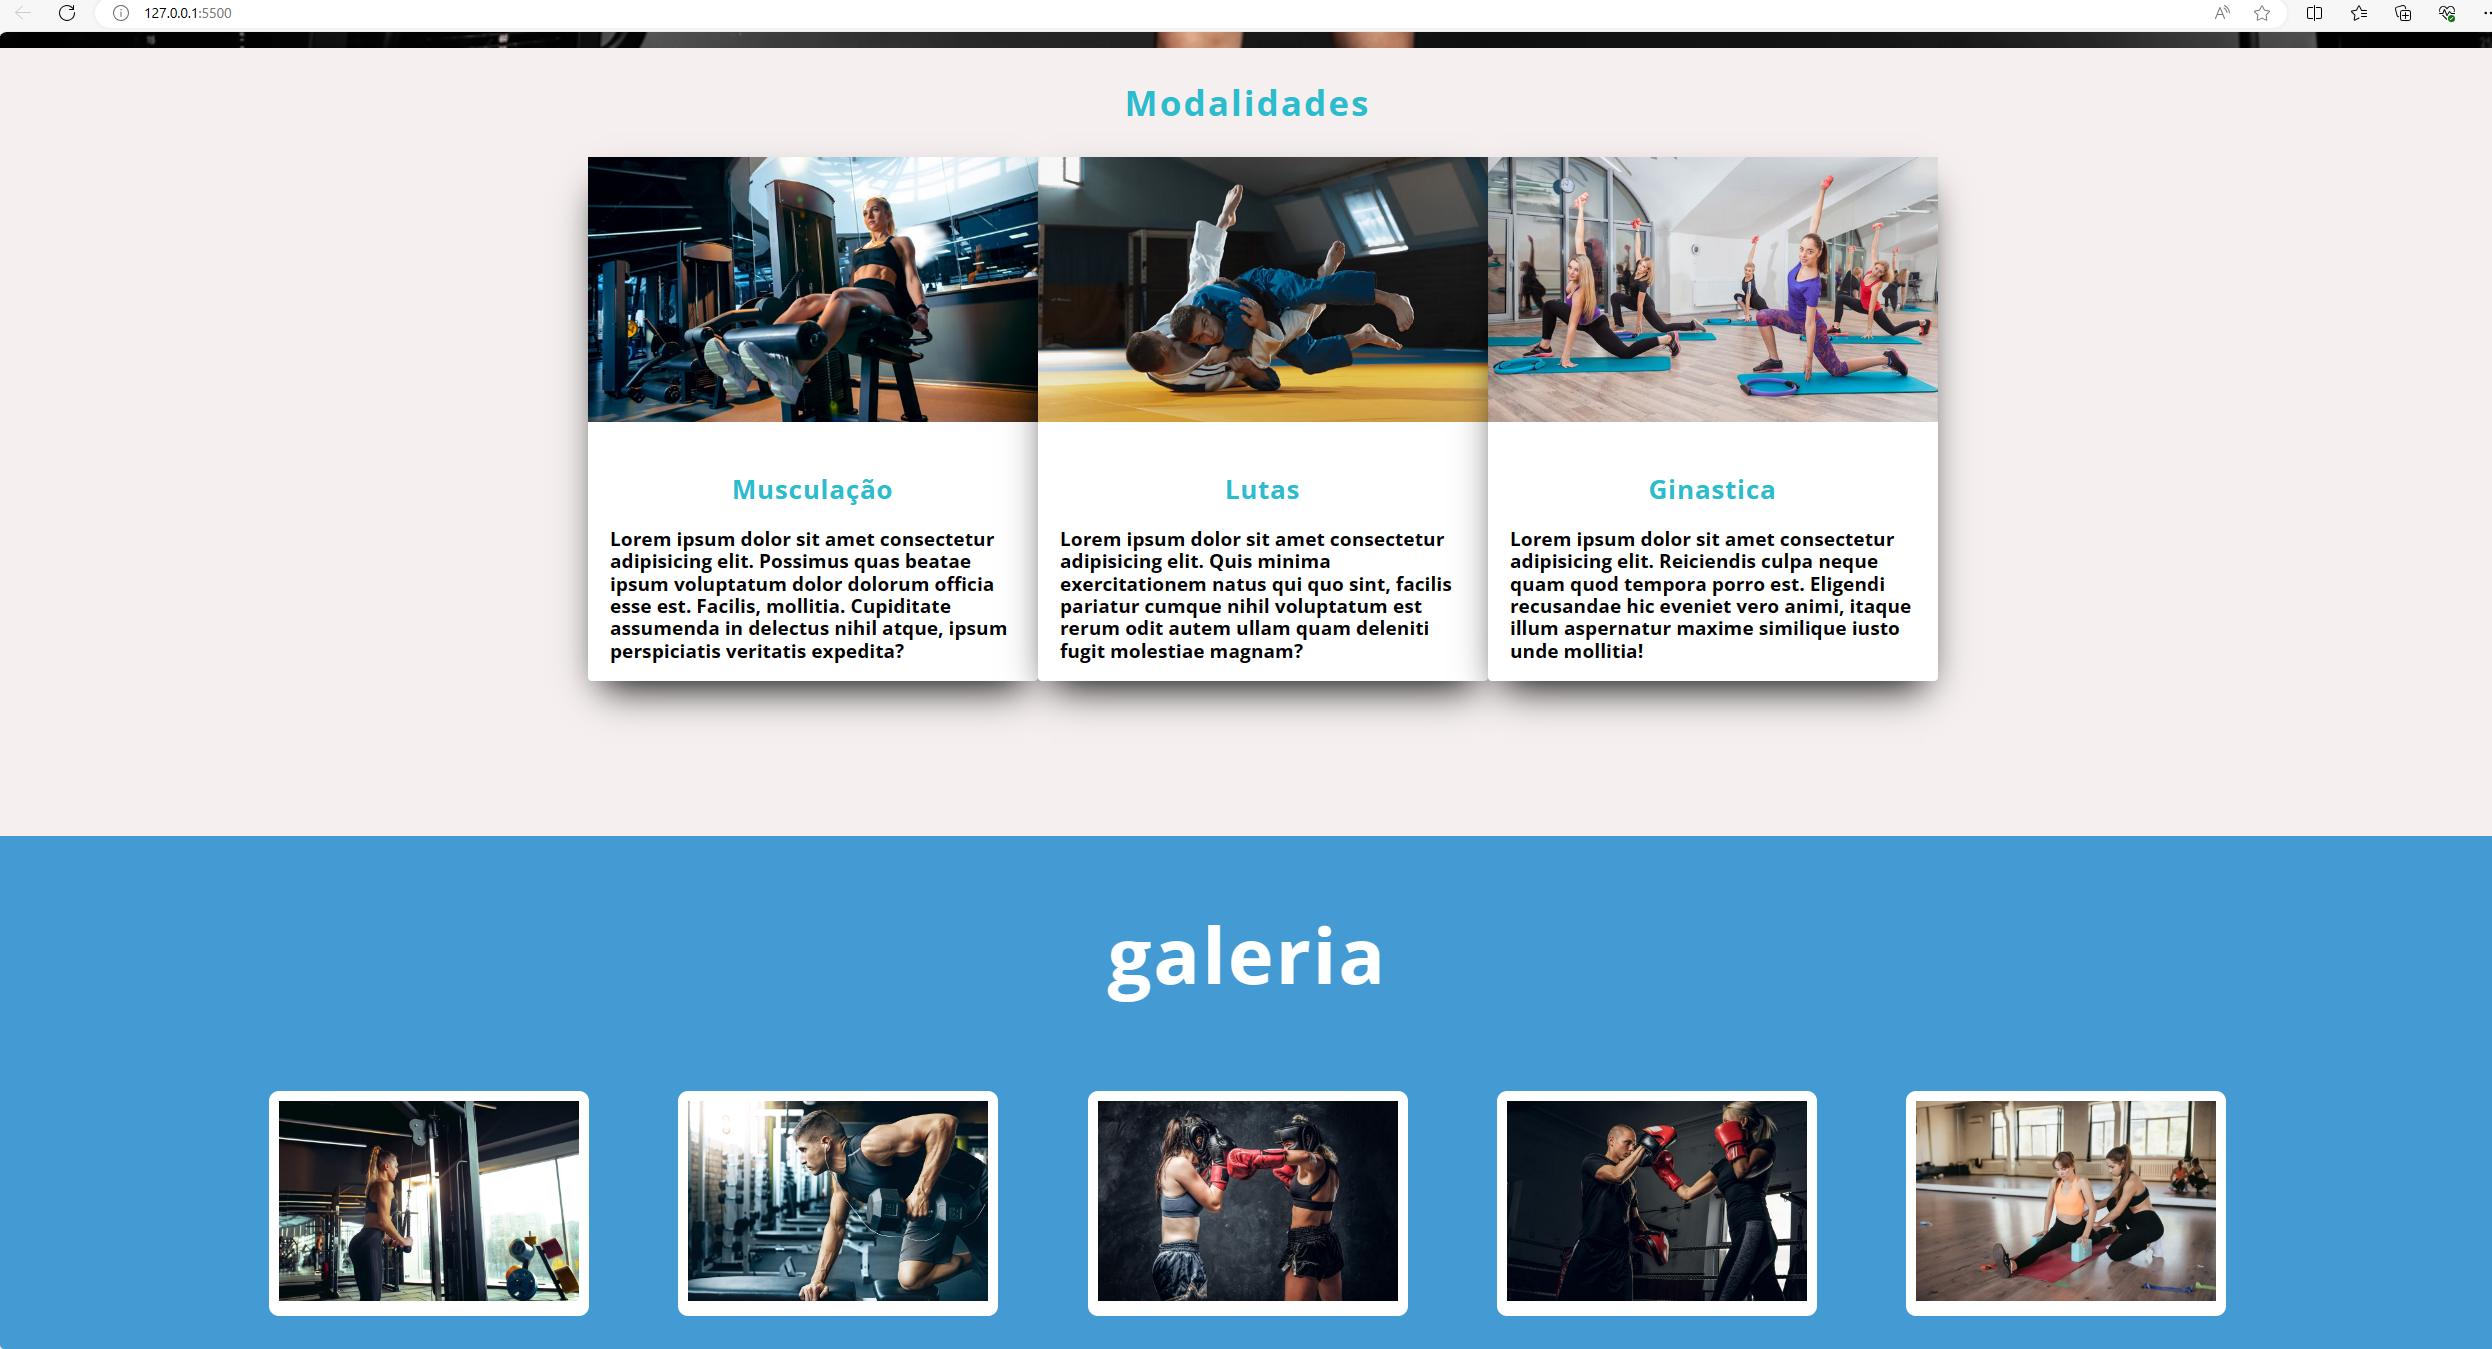 127.0.0.1:5500
Modalidades
Musculação
Lorem ipsum dolor sit amet consectetur
adipisicing elit. Possimus quas beatae
ipsum voluptatum dolor dolorum officia
esse est. Facilis, mollitia. Cupiditate
assumenda in delectus nihil atque, ipsum
perspiciatis veritatis expedita?
Lutas
Lorem ipsum dolor sit amet consectetur
adipisicing elit. Quis minima
exercitationem natus qui quo sint, facilis
pariatur cumque nihil voluptatum est
rerum odit autem ullam quam deleniti
fugit molestiae magnam?
Ginastica
Lorem ipsum dolor sit amet consectetur
adipisicing elit. Reiciendis culpa neque
quam quod tempora porro est. Eligendi
recusandae hic eveniet vero animi, itaque
illum aspernatur maxime similique iusto
unde mollitia!
galeria